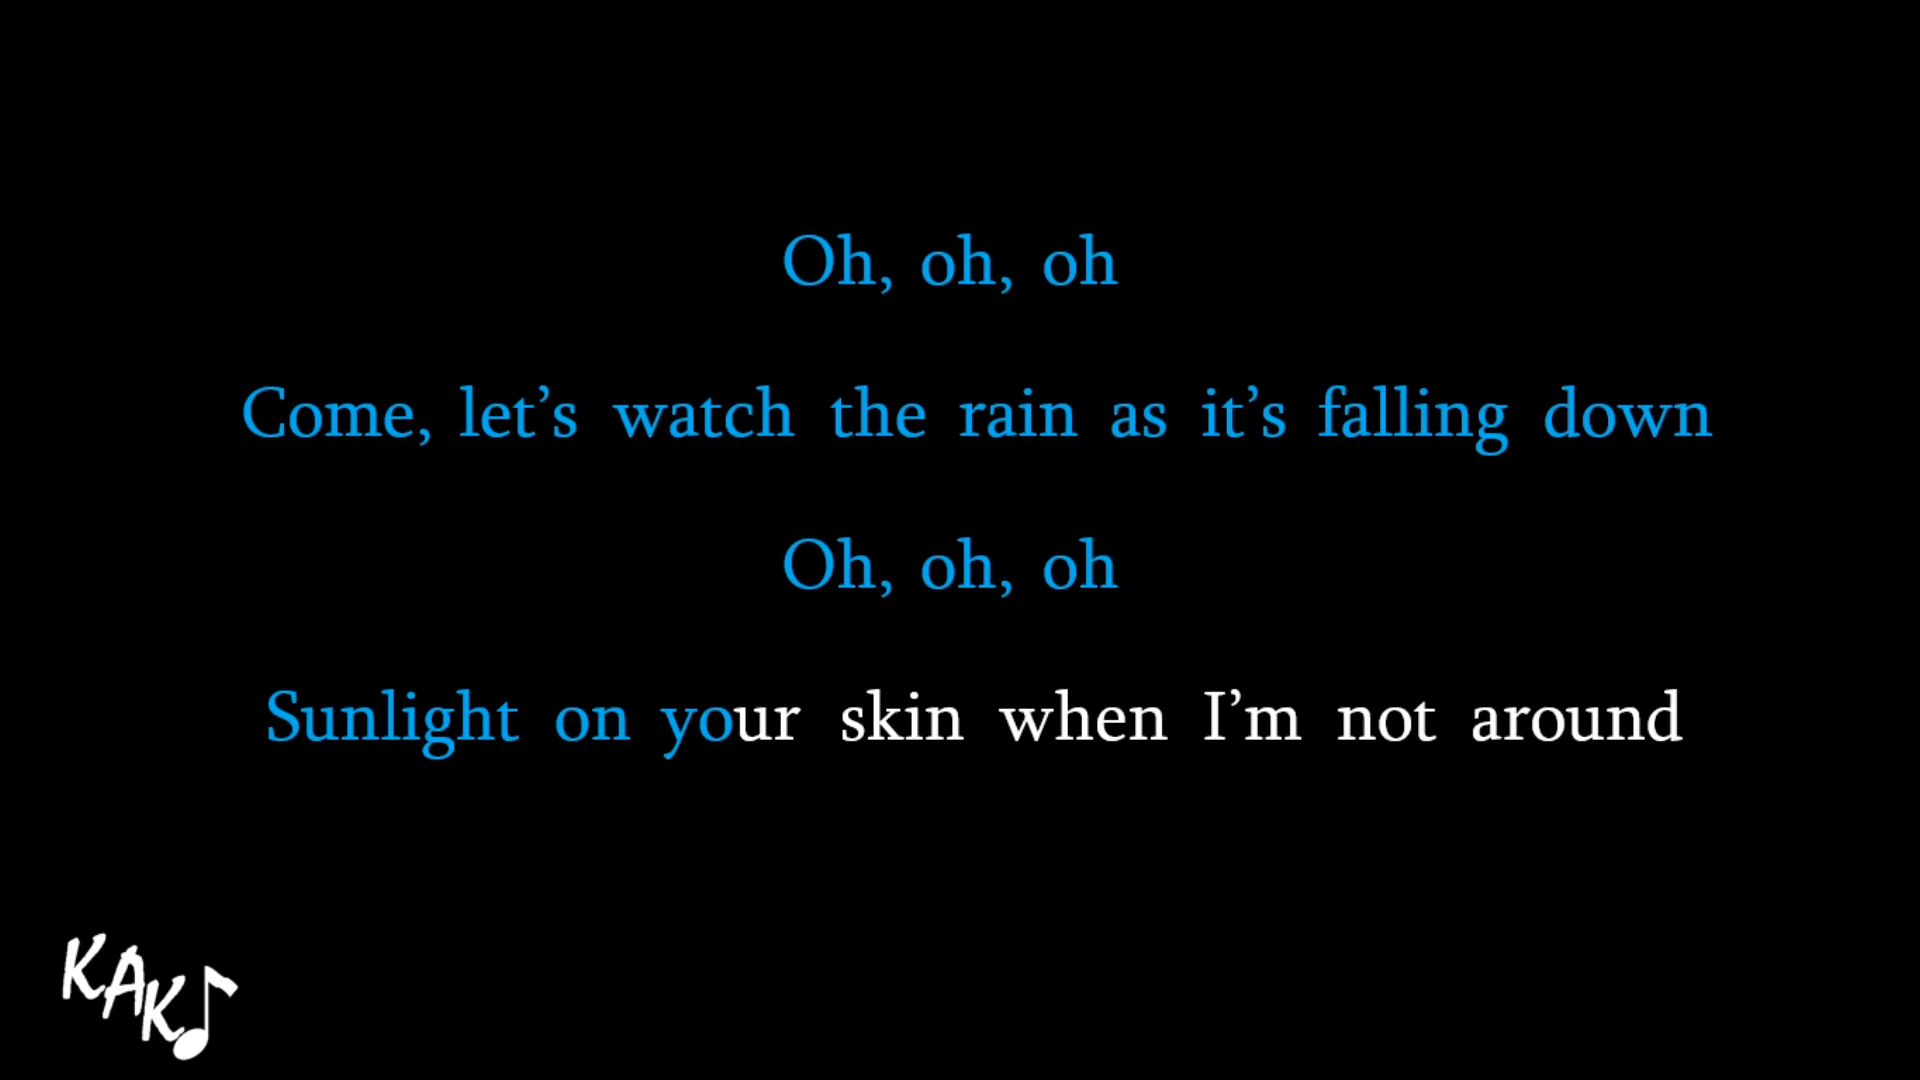 Oh, oh, oh
Come, let’s watch the rain as it’s falling down
Oh, oh, oh
Sunlight on your skin when I’m not around
KAK